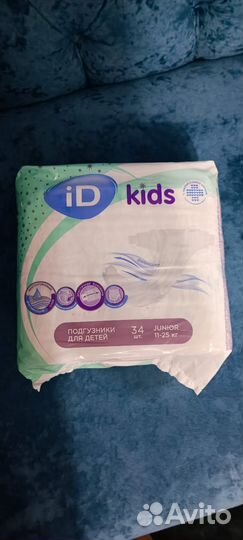 iD kids
ПОДГУЗНИКИ
ДЛЯ ДЕТЕЙ
34
шт.
JUNIOR
11-25 кг
Avito